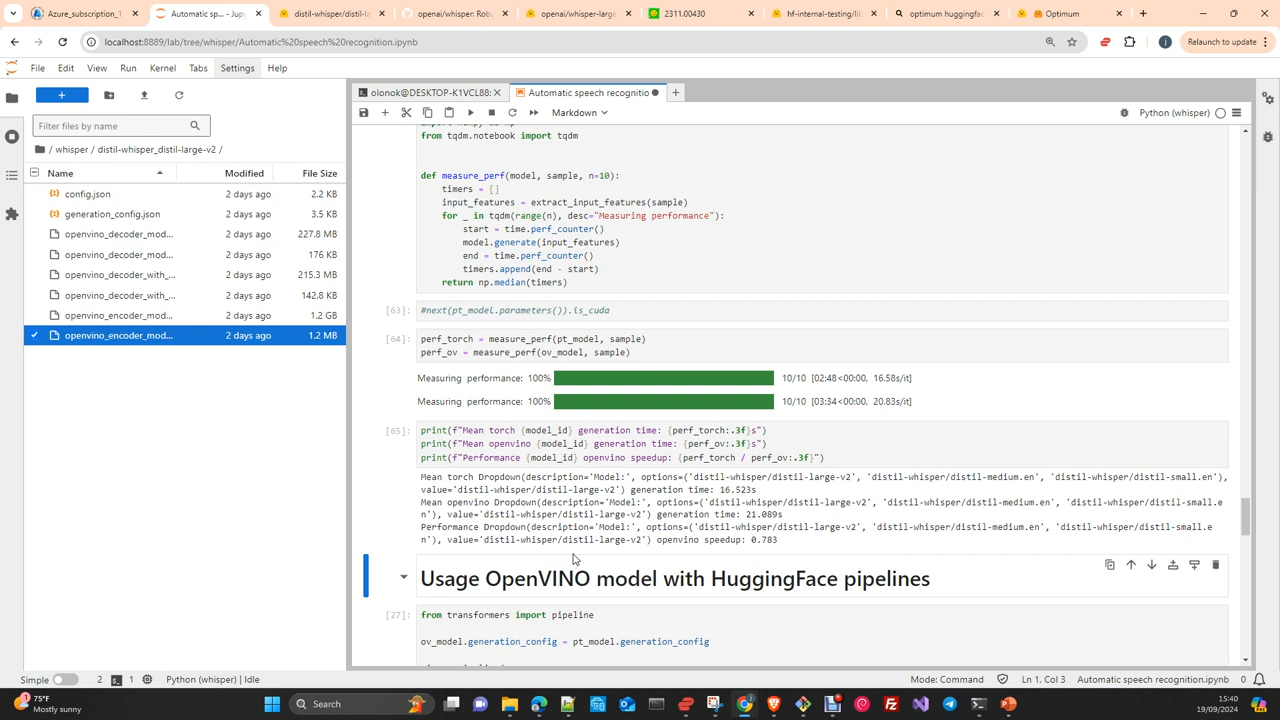 Azure_subscription_1
Automatic sp... - Jupy
distil-whisper/distil-la
openai/whisper: Robu
openai/whisper-large
2311.00430
hf-internal-testing/lib
optimum huggingfac
Optimum
localhost:8889/lab/tree/whisper/Automatic%20speech%20recognition.ipynb
Relaunch to update
File Edit View Run Kernel Tabs Settings Help
olonok@DESKTOP-K1VCL88:
Automatic speech recognitio
Markdown
Python (whisper)
Filter files by name
/ whisper / distil-whisper_distil-large-v2 /
Name Modified File Size
config.json 2 days ago 2.2 KB
generation_config.json 2 days ago 3.5 KB
openvino_decoder_mod... 2 days ago 227.8 MB
openvino_decoder_mod... 2 days ago 176 KB
openvino_decoder_with_... 2 days ago 215.3 MB
openvino_decoder_with_... 2 days ago 142.8 KB
openvino_encoder_mod... 2 days ago 1.2 GB
openvino_encoder_mod... 2 days ago 1.2 MB
from tqdm.notebook import tqdm
def measure_perf(model, sample, n=10):
timers = []
input_features = extract_input_features(sample)
for _ in tqdm(range(n), desc="Measuring performance"):
start = time.perf_counter()
model.generate(input_features)
end = time.perf_counter()
timers.append(end - start)
return np.median(timers)
[63]: #next(pt_model.parameters()).is_cuda
[64]: perf_torch = measure_perf(pt_model, sample)
perf_ov = measure_perf(ov_model, sample)
Measuring performance: 100% 10/10 [02:48<00:00, 16.58s/it]
Measuring performance: 100% 10/10 [03:34<00:00, 20.83s/it]
[65]: print(f"Mean torch {model_id} generation time: {perf_torch:.3f}s")
print(f"Mean openvino {model_id} generation time: {perf_ov:.3f}s")
print(f"Performance {model_id} openvino speedup: {perf_torch / perf_ov:.3f}")
Mean torch Dropdown(description='Model:', options=('distil-whisper/distil-large-v2', 'distil-whisper/distil-medium.en', 'distil-whisper/distil-small.en'),
value='distil-whisper/distil-large-v2') generation time: 16.523s
Mean openvino Dropdown(description='Model:', options=('distil-whisper/distil-large-v2', 'distil-whisper/distil-medium.en', 'distil-whisper/distil-small.e
n'), value='distil-whisper/distil-large-v2') generation time: 21.089s
Performance Dropdown(description='Model:', options=('distil-whisper/distil-large-v2', 'distil-whisper/distil-medium.en', 'distil-whisper/distil-small.e
n'), value='distil-whisper/distil-large-v2') openvino speedup: 0.783
Usage OpenVINO model with HuggingFace pipelines
[27]: from transformers import pipeline
ov_model.generation_config = pt_model.generation_config
Simple 2 1 Python (whisper) | Idle
Mode: Command Ln 1, Col 3 Automatic speech recognition.ipynb 0
75°F
Mostly sunny
Search
15:40
19/09/2024